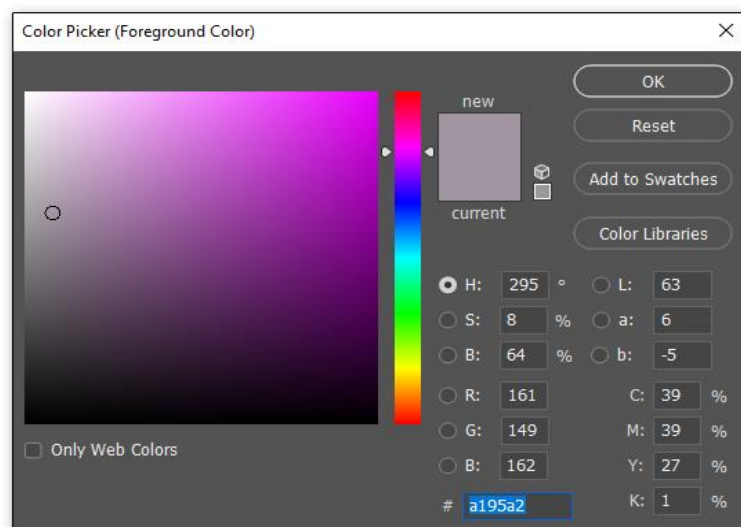 Color Picker (Foreground Color)
new
current
OK
Reset
Add to Swatches
Color Libraries
H: 295 ° L: 63
S: 8 % a: 6
B: 64 % b: -5
R: 161 C: 39 %
G: 149 M: 39 %
B: 162 Y: 27 %
# a195a2 K: 1 %
Only Web Colors